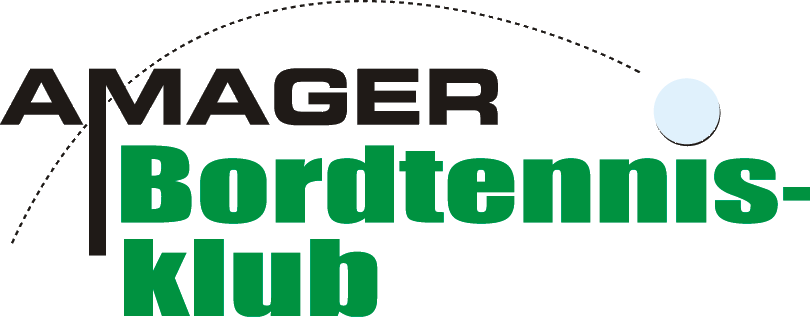 AMAGER
Bordtennis-
klub